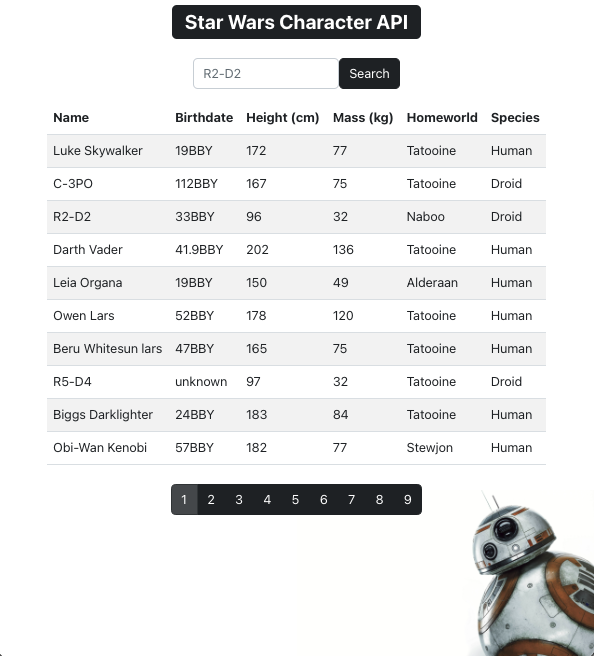 Star Wars Character API
R2-D2 Search
Name Birthdate Height (cm) Mass (kg) Homeworld Species
Luke Skywalker 19BBY 172 77 Tatooine Human
C-3PO 112BBY 167 75 Tatooine Droid
R2-D2 33BBY 96 32 Naboo Droid
Darth Vader 41.9BBY 202 136 Tatooine Human
Leia Organa 19BBY 150 49 Alderaan Human
Owen Lars 52BBY 178 120 Tatooine Human
Beru Whitesun lars 47BBY 165 75 Tatooine Human
R5-D4 unknown 97 32 Tatooine Droid
Biggs Darklighter 24BBY 183 84 Tatooine Human
Obi-Wan Kenobi 57BBY 182 77 Stewjon Human
1 2 3 4 5 6 7 8 9